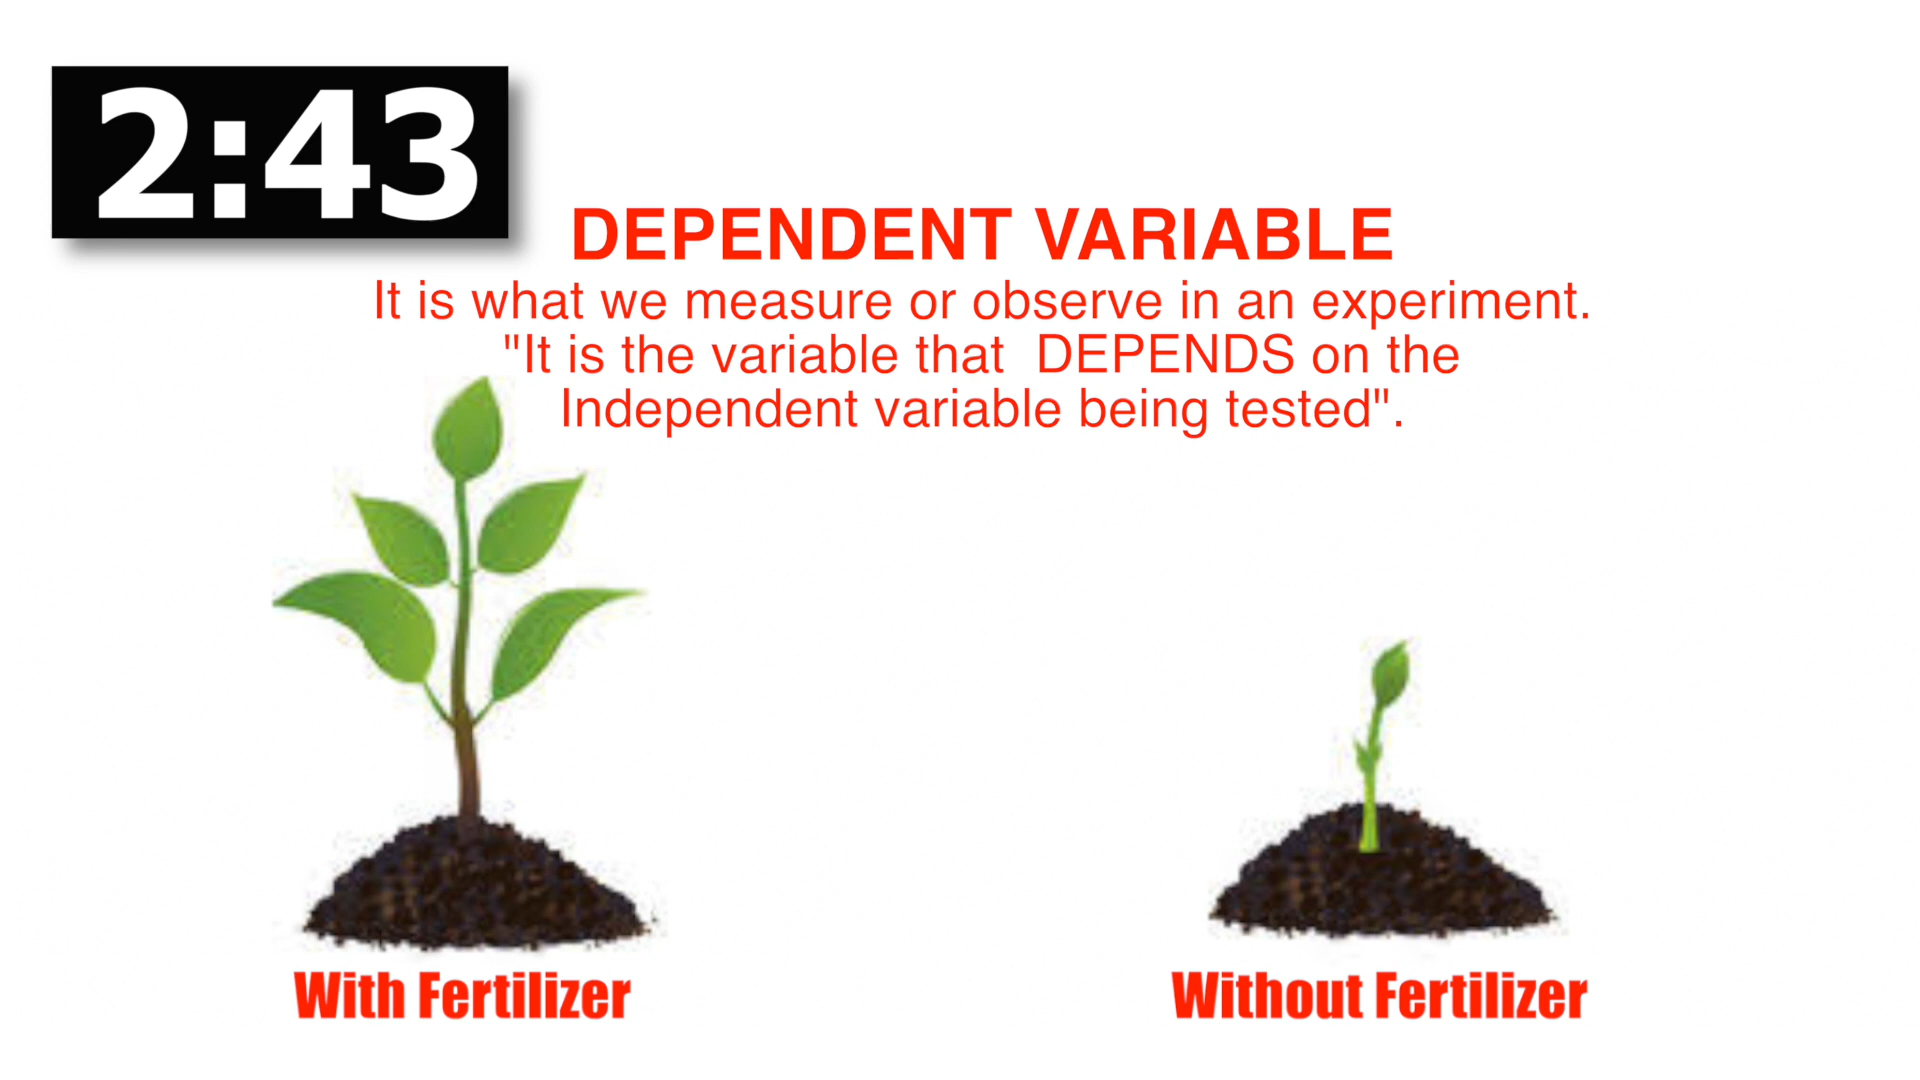 2:43
DEPENDENT VARIABLE
It is what we measure or observe in an experiment.
"It is the variable that  DEPENDS on the
Independent variable being tested".
With Fertilizer
Without Fertilizer